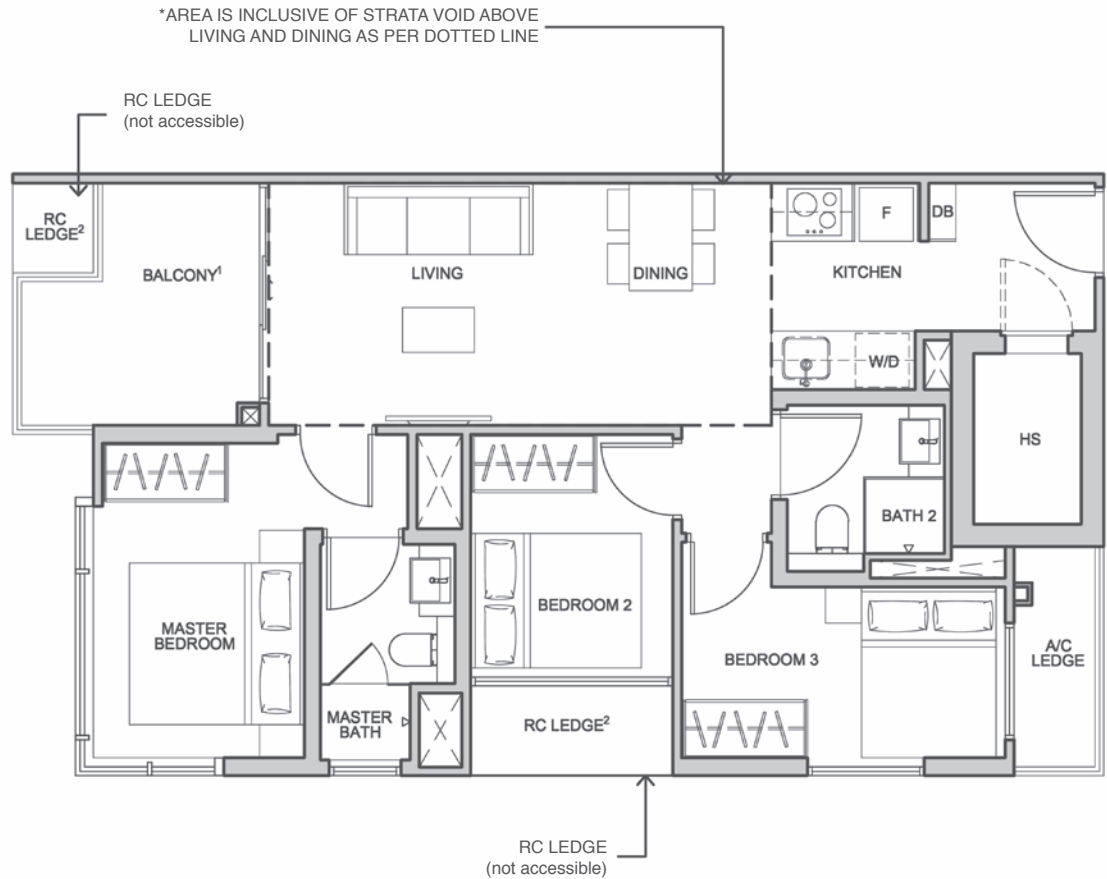 *AREA IS INCLUSIVE OF STRATA VOID ABOVE
LIVING AND DINING AS PER DOTTED LINE
RC LEDGE
(not accessible)
RC
LEDGE²
BALCONY¹
LIVING
DINING
KITCHEN
F
DB
W/D
HS
BATH 2
MASTER
BEDROOM
MASTER
BATH
BEDROOM 2
RC LEDGE²
BEDROOM 3
A/C
LEDGE
RC LEDGE
(not accessible)